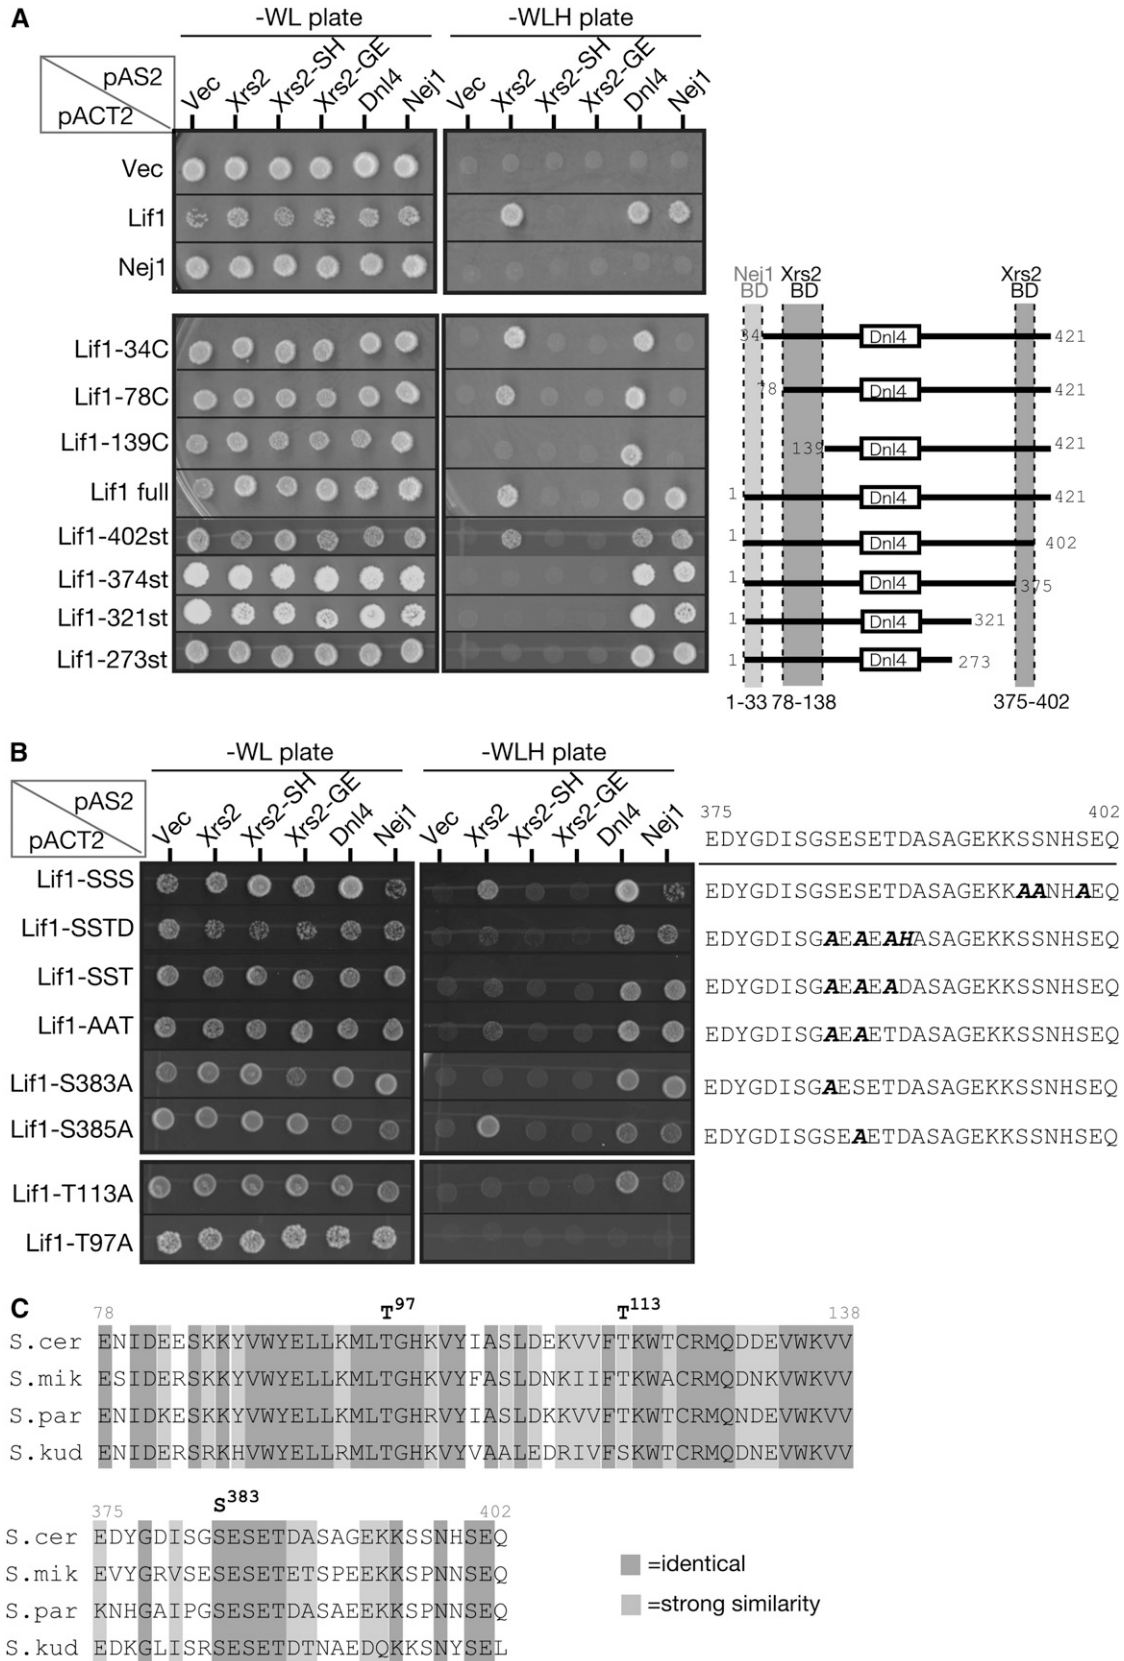 A
-WL plate
-WLH plate
pAS2
pACT2
Vec Xrs2 Xrs2-SH Xrs2-GE Dnl4 Nej1
Vec Xrs2 Xrs2-SH Xrs2-GE Dnl4 Nej1
Vec
Lif1
Nej1
Nej1 BD
Xrs2 BD
Xrs2 BD
Lif1-34C
34 Dnl4 421
Lif1-78C
78 Dnl4 421
Lif1-139C
139 Dnl4 421
Lif1 full
1 Dnl4 421
Lif1-402st
1 Dnl4 402
Lif1-374st
1 Dnl4 375
Lif1-321st
1 Dnl4 321
Lif1-273st
1 Dnl4 273
1-33 78-138 375-402
B
-WL plate
-WLH plate
pAS2
pACT2
Vec Xrs2 Xrs2-SH Xrs2-GE Dnl4 Nej1
Vec Xrs2 Xrs2-SH Xrs2-GE Dnl4 Nej1
375 402
EDYGDISGSESETDASAGEKKSSNHSEQ
Lif1-SSS
EDYGDISGSESETDASAGEKKAANHAEQ
Lif1-SSTD
EDYGDISGAEAEAHASAGEKKSSNHSEQ
Lif1-SST
EDYGDISGAEAEADASAGEKKSSNHSEQ
Lif1-AAT
EDYGDISGAEAETDASAGEKKSSNHSEQ
Lif1-S383A
EDYGDISGAESETDASAGEKKSSNHSEQ
Lif1-S385A
EDYGDISGSEAETDASAGEKKSSNHSEQ
Lif1-T113A
Lif1-T97A
C
78 T97 T113 138
S.cer ENIDEESKKYVWYELLKMLTGHKVYIASLDEKVVFTKWTCRMQDDEVWKVV
S.mik ESIDERSKKYVWYELLKMLTGHKVYFASLDNKIIFTKWACRMQDNKVWKVV
S.par ENIDKESKKYVWYELLKMLTGHRVYIASLDKKVVFTKWTCRMQNDEVWKVV
S.kud ENIDERSRKHVWYELLRMLTGHKVYVAALEDRIVFSKWTCRMQDNEVWKVV
375 S383 402
S.cer EDYGDISGSESETDASAGEKKSSNHSEQ
S.mik EVYGRVSESESETETSPEEKKSPNNSEQ
S.par KNHGAIPGSESETDASAEEKKSPNNSEQ
S.kud EDKGLISRSESETDTNAEDQKKSNYSEL
=identical
=strong similarity